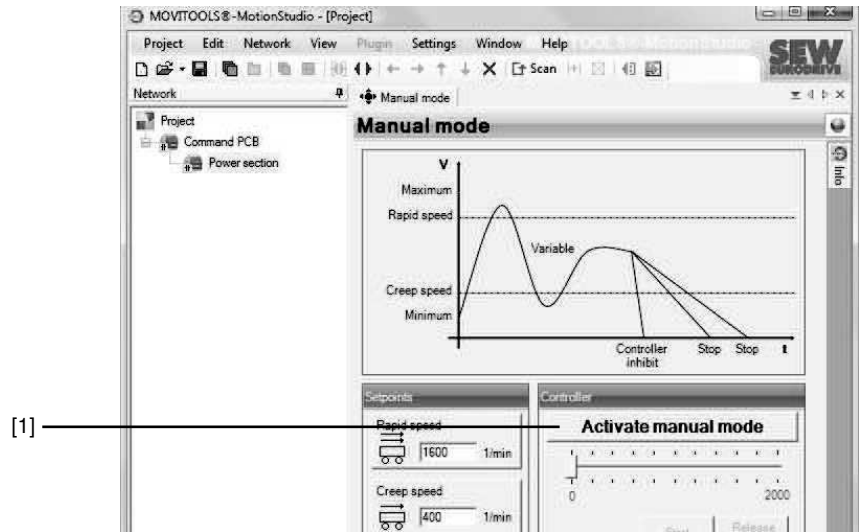 MOVITOOLS®-MotionStudio - [Project]
Project Edit Network View Plugin Settings Window Help
Scan
SEW
EURODRIVE
Network
Manual mode
Project
Command PCB
Power section
Manual mode
Info
V
Maximum
Rapid speed
Variable
Creep speed
Minimum
Controller inhibit
Stop
Stop
t
Setpoints
Controller
[1]
Rapid speed
1600 1/min
Activate manual mode
0 2000
Creep speed
400 1/min
Start
Release